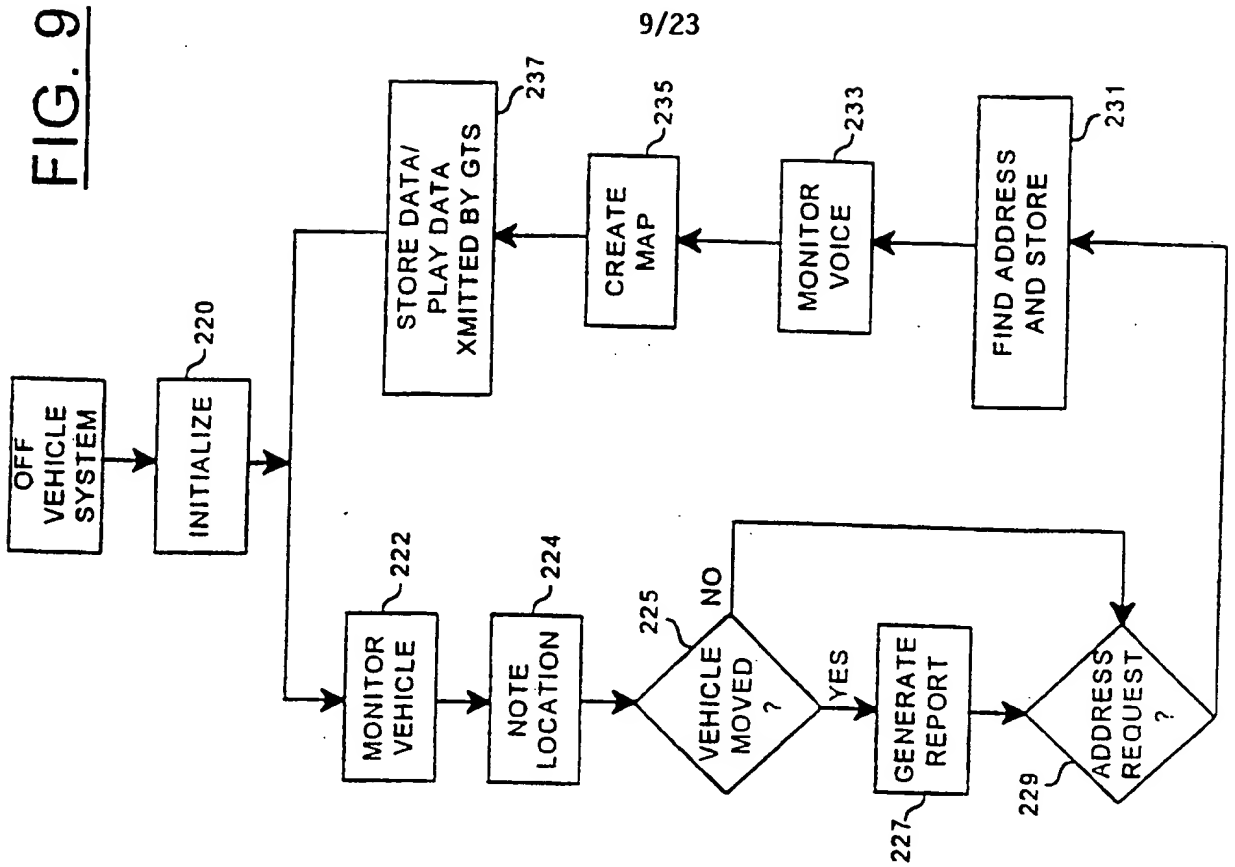 FIG. 9
9/23
OFF
VEHICLE
SYSTEM
220
INITIALIZE
222
MONITOR
VEHICLE
224
NOTE
LOCATION
225
VEHICLE
MOVED
?
NO
YES
227
GENERATE
REPORT
229
ADDRESS
REQUEST
?
231
FIND ADDRESS
AND STORE
233
MONITOR
VOICE
235
CREATE
MAP
237
STORE DATA/
PLAY DATA
XMITTED BY GTS